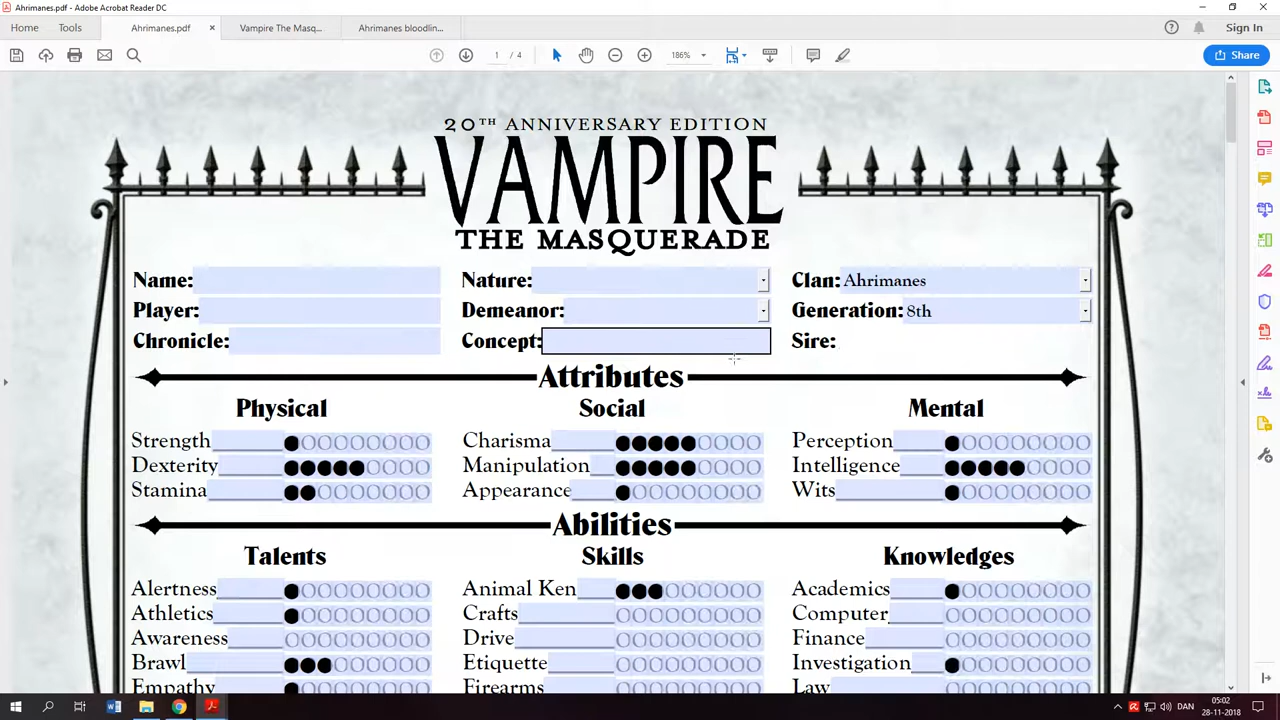 Ahrimanes.pdf - Adobe Acrobat Reader DC
Home Tools Ahrimanes.pdf Vampire The Masq... Ahrimanes bloodlin... Sign In
1 / 4 186% Share
20TH ANNIVERSARY EDITION
VAMPIRE
THE MASQUERADE
Name: Nature: Clan: Ahrimanes
Player: Demeanor: Generation: 8th
Chronicle: Concept: Sire:
Attributes
Physical Social Mental
Strength Charisma Perception
Dexterity Manipulation Intelligence
Stamina Appearance Wits
Abilities
Talents Skills Knowledges
Alertness Animal Ken Academics
Athletics Crafts Computer
Awareness Drive Finance
Brawl Etiquette Investigation
Empathy Firearms Law
DAN 05:02
28-11-2018